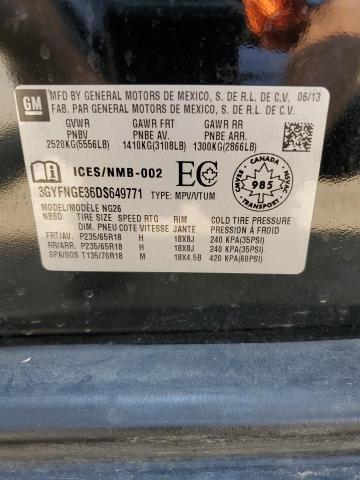 GM
MFD. BY GENERAL MOTORS DE MEXICO, S. DE R.L. DE C.V. 06/13
FAB. PAR GENERAL MOTORS DE MEXICO, S. DE R.L. DE C.V.
GVWR GAWR FRT GAWR RR
PNBV PNBE AV. PNBE ARR.
2520KG(5556LB) 1410KG(3108LB) 1300KG(2866LB)
ICES/NMB-002 EC
CANADA
985
TRANSPORT
3GYFNGE36DS649771 TYPE: MPV/VTUM
MODEL/MODÈLE NG26
NBBD TIRE SIZE SPEED RTG RIM COLD TIRE PRESSURE
DIM. PNEU COTE VITESSE JANTE PRESSION À FROID
FRT/AV. P235/65R18 H 18X8J 240 KPA(35PSI)
RR/ARR. P235/65R18 H 18X8J 240 KPA(35PSI)
SPA/SOS T135/70R18 M 18X4.5B 420 KPA(60PSI)